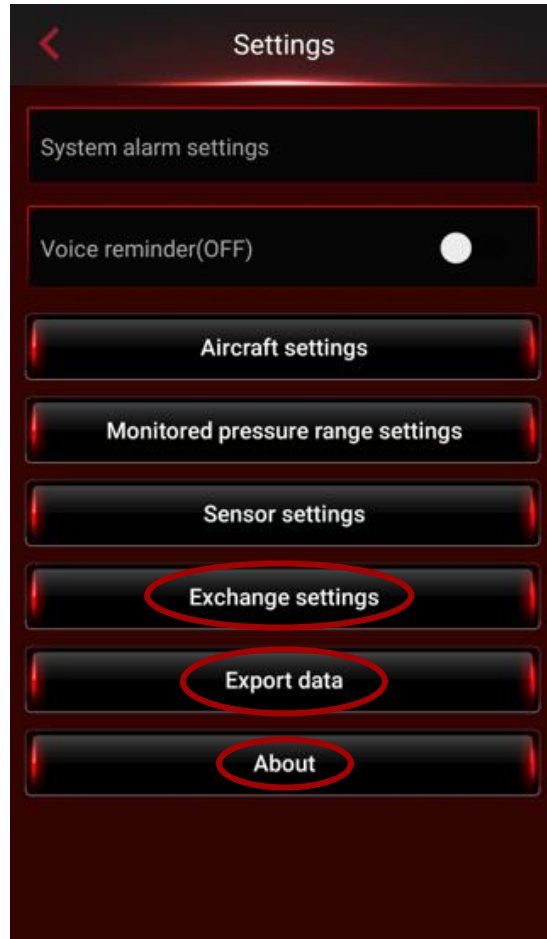 Settings
System alarm settings
Voice reminder(OFF)
Aircraft settings
Monitored pressure range settings
Sensor settings
Exchange settings
Export data
About